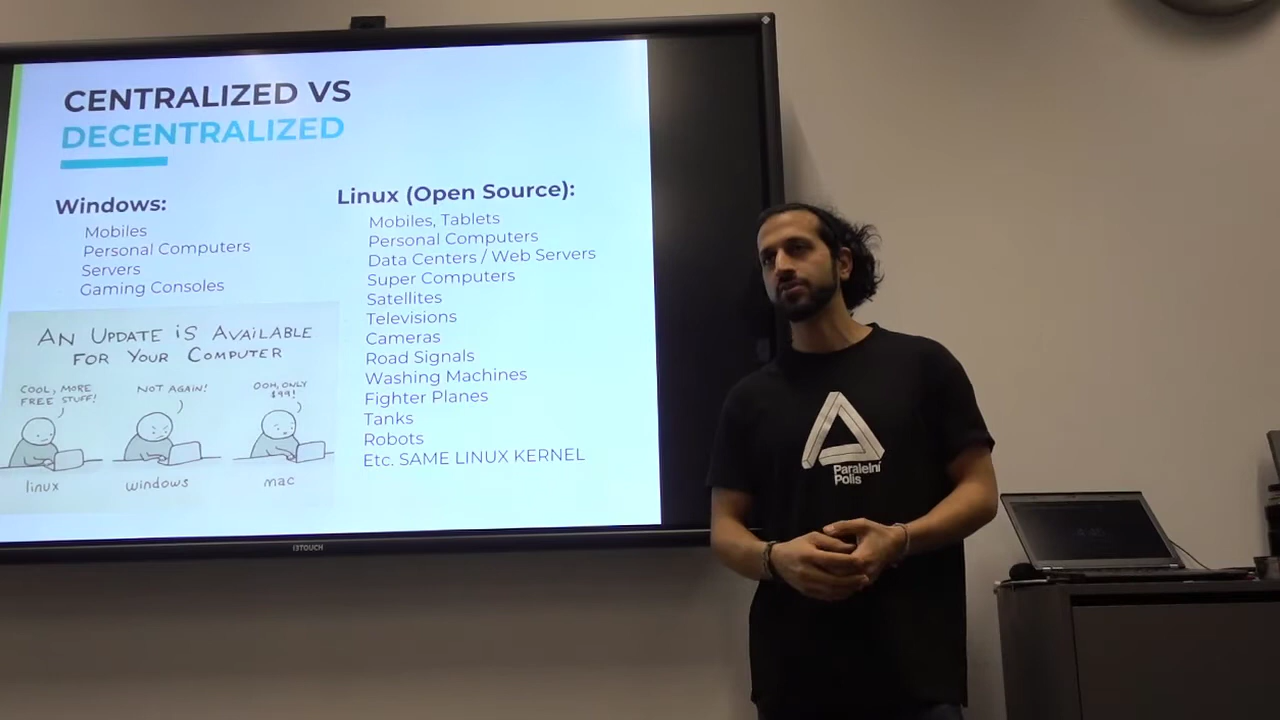 CENTRALIZED VS
DECENTRALIZED
Windows:
Mobiles
Personal Computers
Servers
Gaming Consoles
Linux (Open Source):
Mobiles, Tablets
Personal Computers
Data Centers / Web Servers
Super Computers
Satellites
Televisions
Cameras
Road Signals
Washing Machines
Fighter Planes
Tanks
Robots
Etc. SAME LINUX KERNEL
AN UPDATE IS AVAILABLE
FOR YOUR COMPUTER
COOL, MORE
FREE STUFF!
NOT AGAIN!
OOH, ONLY
$99!
linux
windows
mac
i3TOUCH
Paralelní
Polis